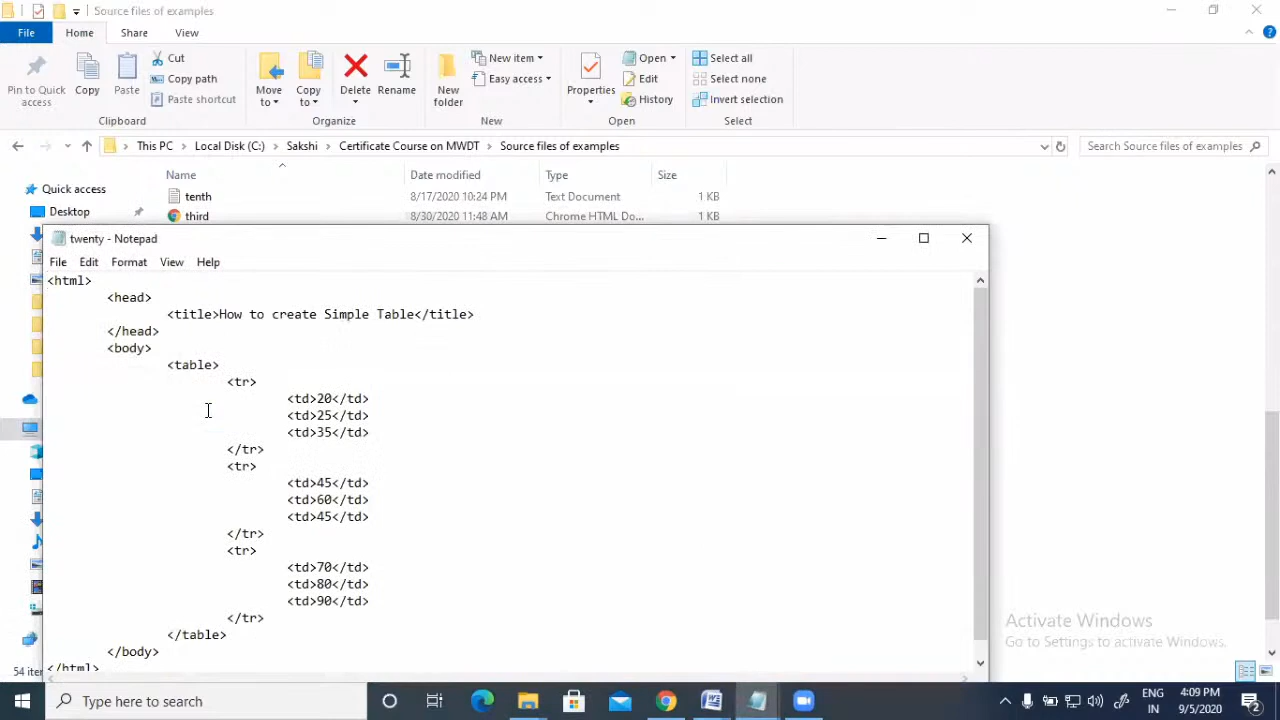 Source files of examples
File Home Share View
Pin to Quick access
Copy
Paste
Cut
Copy path
Paste shortcut
Clipboard
Move to
Copy to
Delete
Rename
Organize
New folder
New item
Easy access
New
Properties
Open
Edit
History
Open
Select all
Select none
Invert selection
Select
This PC > Local Disk (C:) > Sakshi > Certificate Course on MWDT > Source files of examples
Search Source files of examples
Name Date modified Type Size
Quick access
Desktop
tenth 8/17/2020 10:24 PM Text Document 1 KB
third 8/30/2020 11:48 AM Chrome HTML Do... 1 KB
twenty - Notepad
File Edit Format View Help
<html>
<head>
<title>How to create Simple Table</title>
</head>
<body>
<table>
<tr>
<td>20</td>
<td>25</td>
<td>35</td>
</tr>
<tr>
<td>45</td>
<td>60</td>
<td>45</td>
</tr>
<tr>
<td>70</td>
<td>80</td>
<td>90</td>
</tr>
</table>
</body>
</html>
Activate Windows
Go to Settings to activate Windows.
54 iter
Type here to search
ENG
IN
4:09 PM
9/5/2020
2